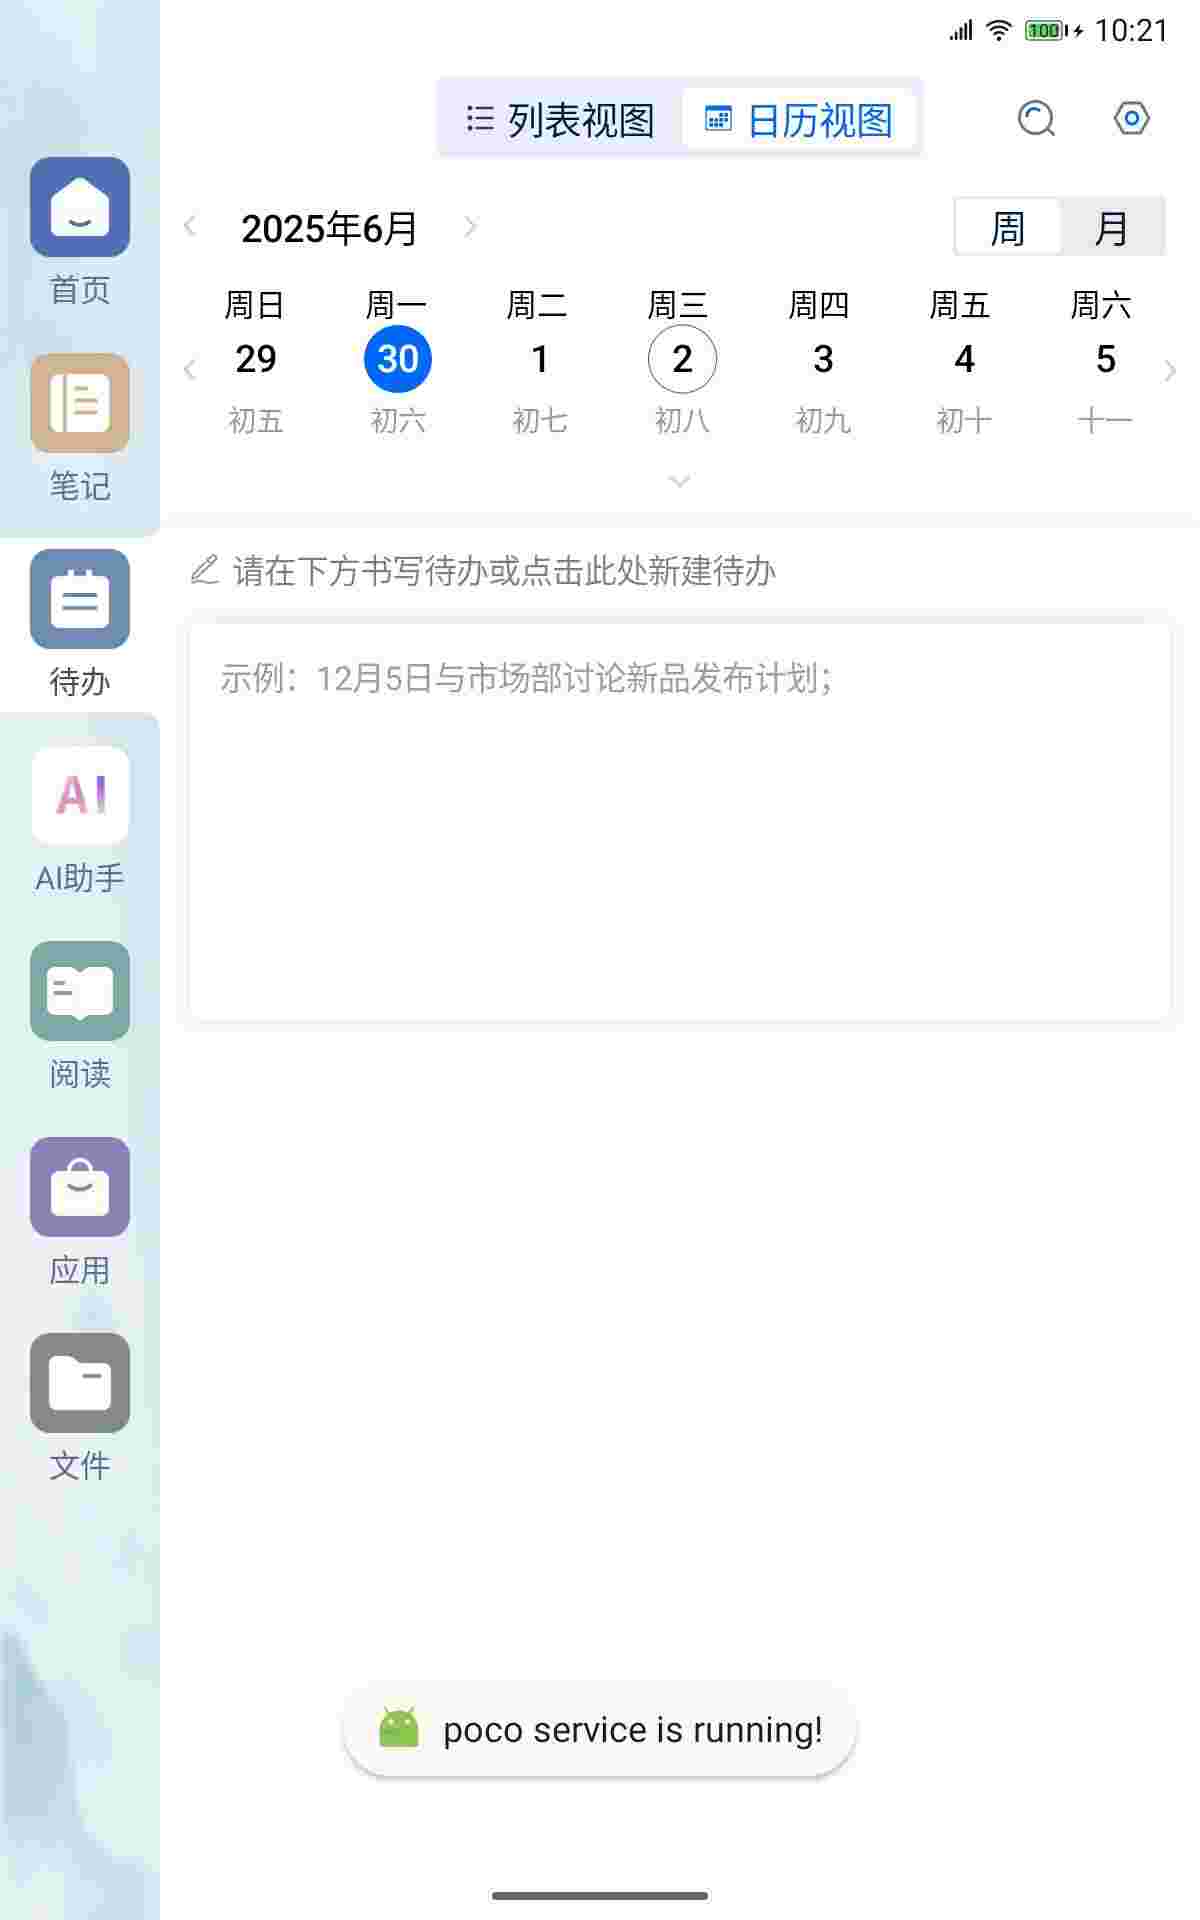 100 10:21
列表视图 日历视图
2025年6月 周 月
周日 周一 周二 周三 周四 周五 周六
29 30 1 2 3 4 5
初五 初六 初七 初八 初九 初十 十一
请在下方书写待办或点击此处新建待办
示例：12月5日与市场部讨论新品发布计划；
首页
笔记
待办
AI
AI助手
阅读
应用
文件
poco service is running!